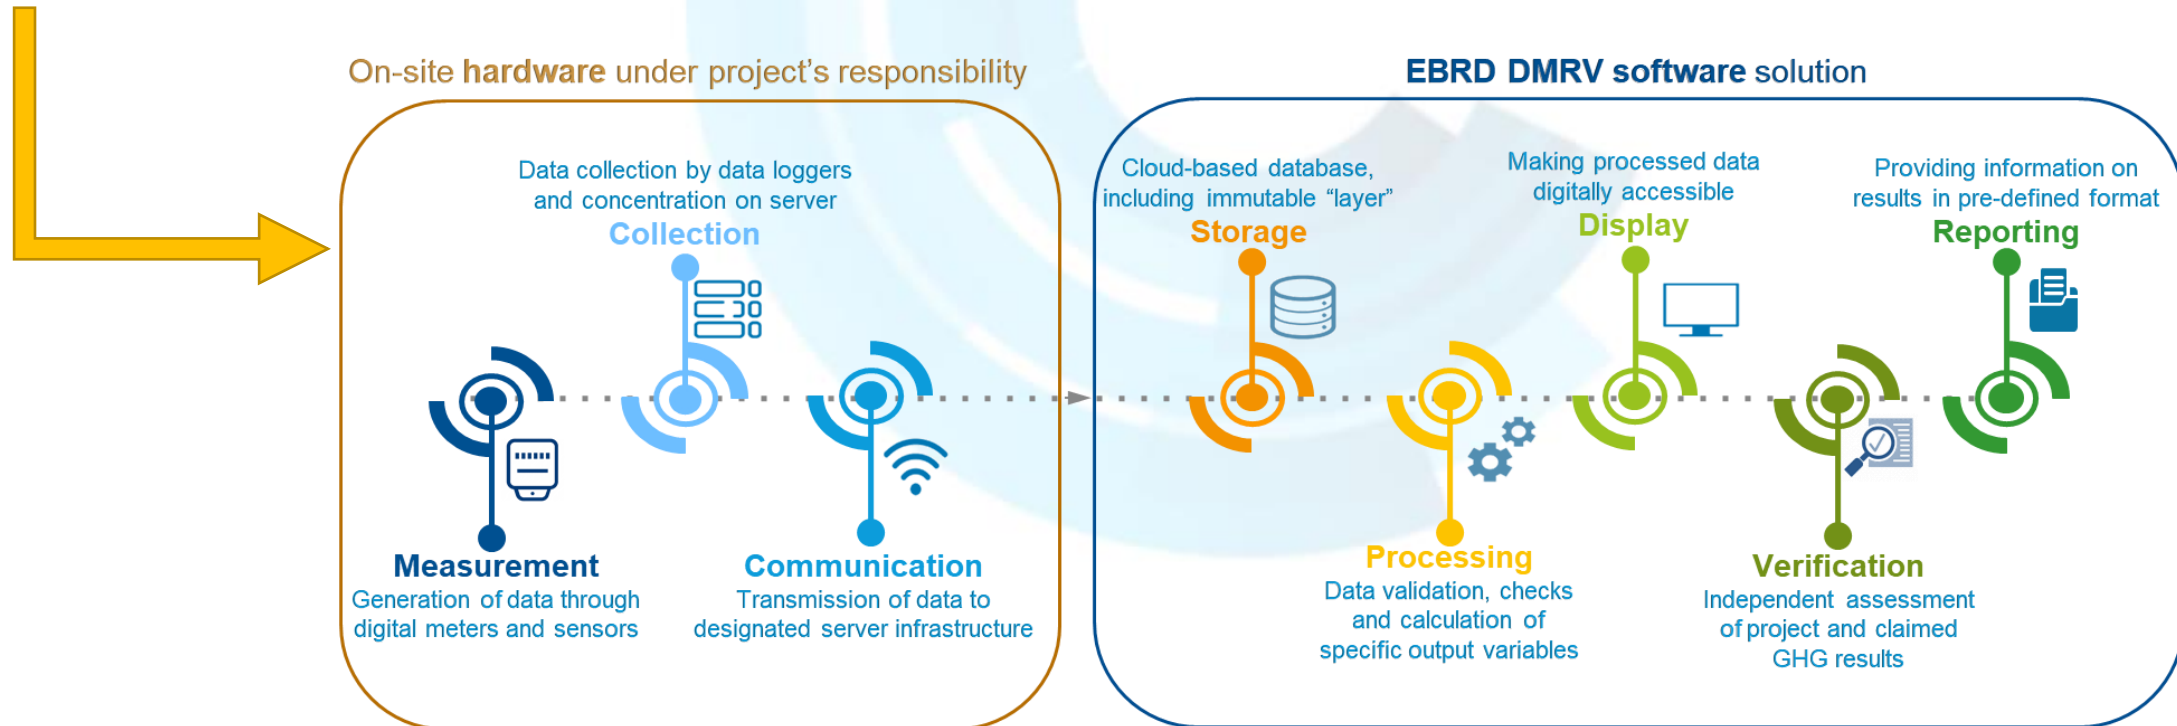 On-site hardware under project's responsibility
Data collection by data loggers
and concentration on server
Collection
Measurement
Generation of data through
digital meters and sensors
Communication
Transmission of data to
designated server infrastructure
EBRD DMRV software solution
Cloud-based database,
including immutable “layer”
Storage
Processing
Data validation, checks
and calculation of
specific output variables
Making processed data
digitally accessible
Display
Verification
Independent assessment
of project and claimed
GHG results
Providing information on
results in pre-defined format
Reporting